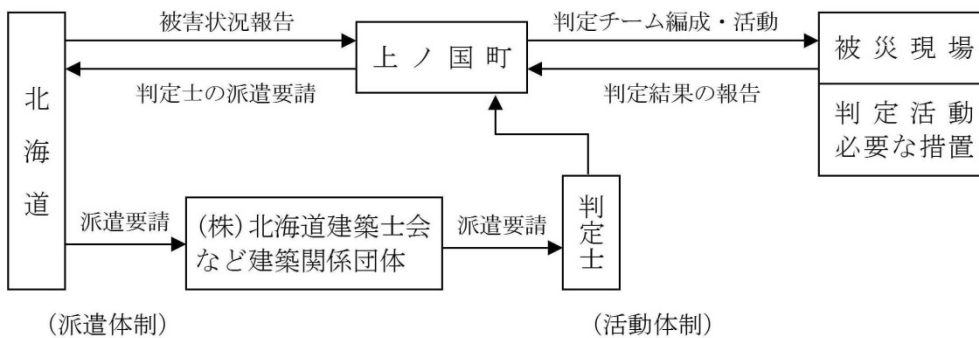 被害状況報告
判定チーム編成・活動
上ノ国町
被災現場
判定士の派遣要請
判定結果の報告
北海道
判定活動
必要な措置
派遣要請
(株)北海道建築士会
など建築関係団体
派遣要請
判定士
(派遣体制)
(活動体制)